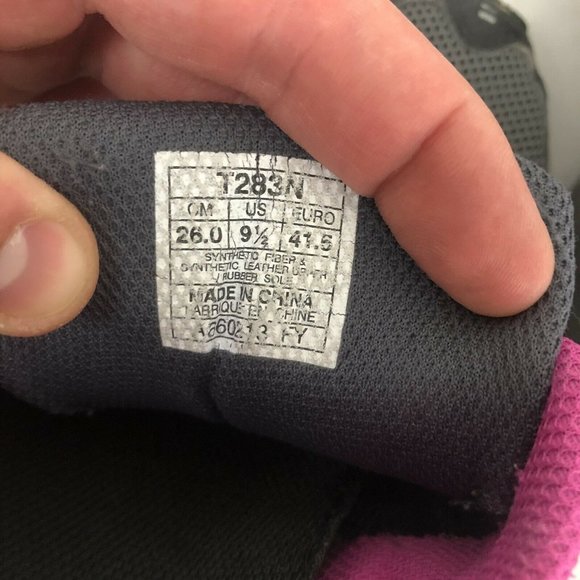 T283N
CM US EURO
26.0 9½ 41.5
SYNTHETIC FIBER &
SYNTHETIC LEATHER
/ RUBBER SOLE
MADE IN CHINA
FABRIQUE EN CHINE
FY